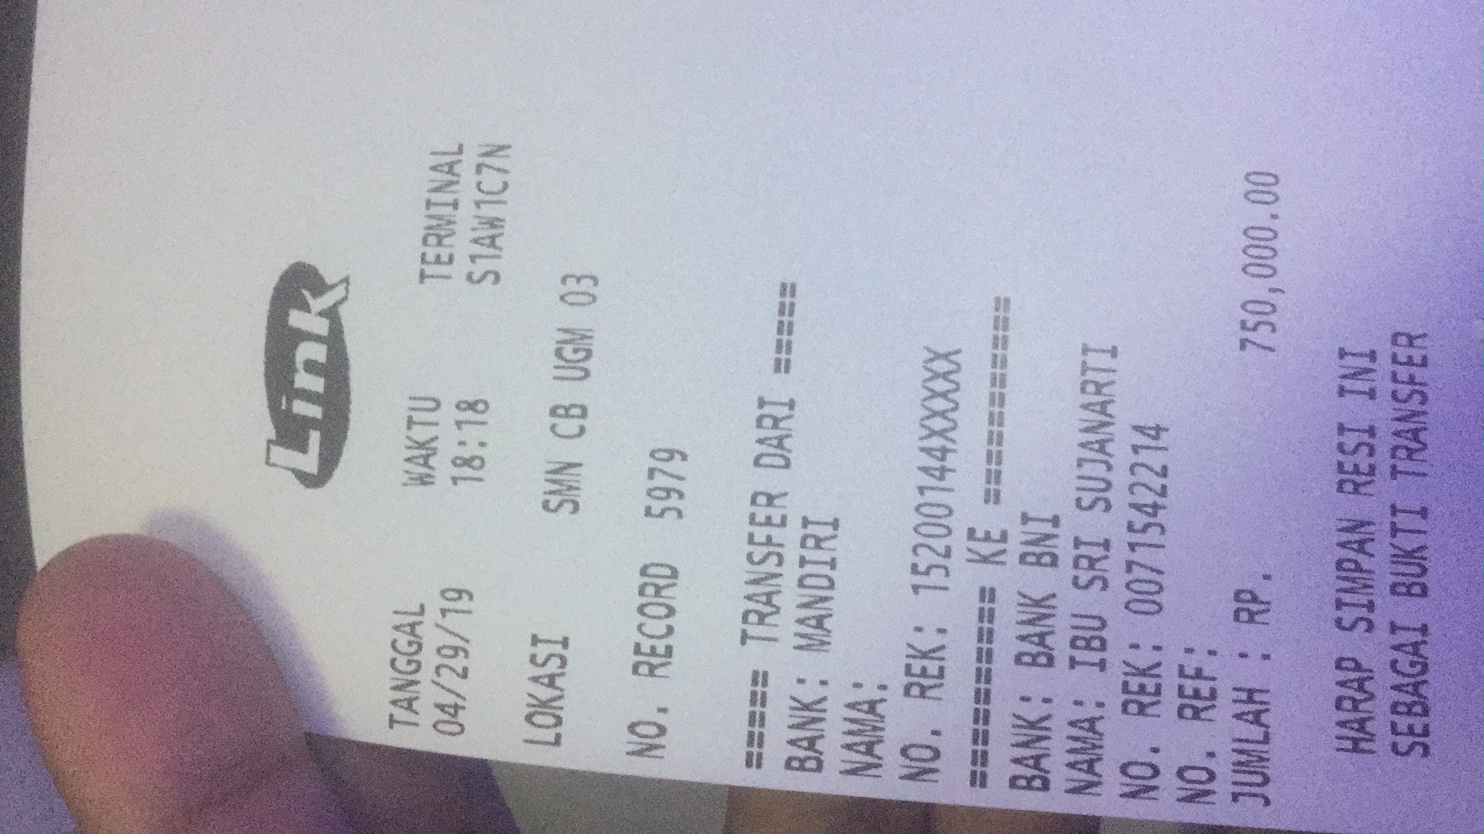 Link
TANGGAL WAKTU TERMINAL
04/29/19 18:18 S1AW1C7N
LOKASI SMN CB UGM 03
NO. RECORD 5979
===== TRANSFER DARI =====
BANK: MANDIRI
NAMA:
NO. REK: 15200144XXXXX
========== KE ===========
BANK: BANK BNI
NAMA: IBU SRI SUJANARTI
NO. REK: 0071542214
NO. REF:
JUMLAH : RP. 750,000.00
HARAP SIMPAN RESI INI
SEBAGAI BUKTI TRANSFER